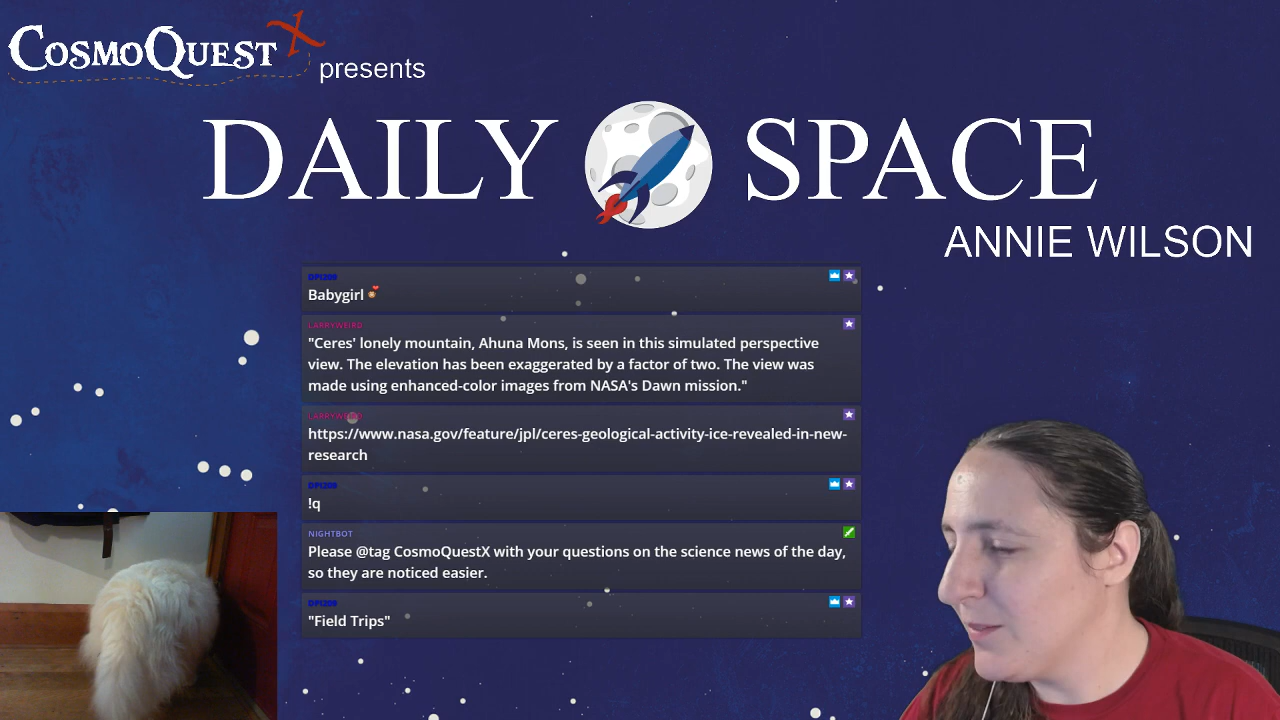 CosmoQuest X
presents
DAILY SPACE
ANNIE WILSON
DPI209
Babygirl
LARRYWEIRD
"Ceres' lonely mountain, Ahuna Mons, is seen in this simulated perspective
view. The elevation has been exaggerated by a factor of two. The view was
made using enhanced-color images from NASA's Dawn mission."
LARRYWEIRD
https://www.nasa.gov/feature/jpl/ceres-geological-activity-ice-revealed-in-new-
research
DPI209
!q
NIGHTBOT
Please @tag CosmoQuestX with your questions on the science news of the day,
so they are noticed easier.
DPI209
"Field Trips"